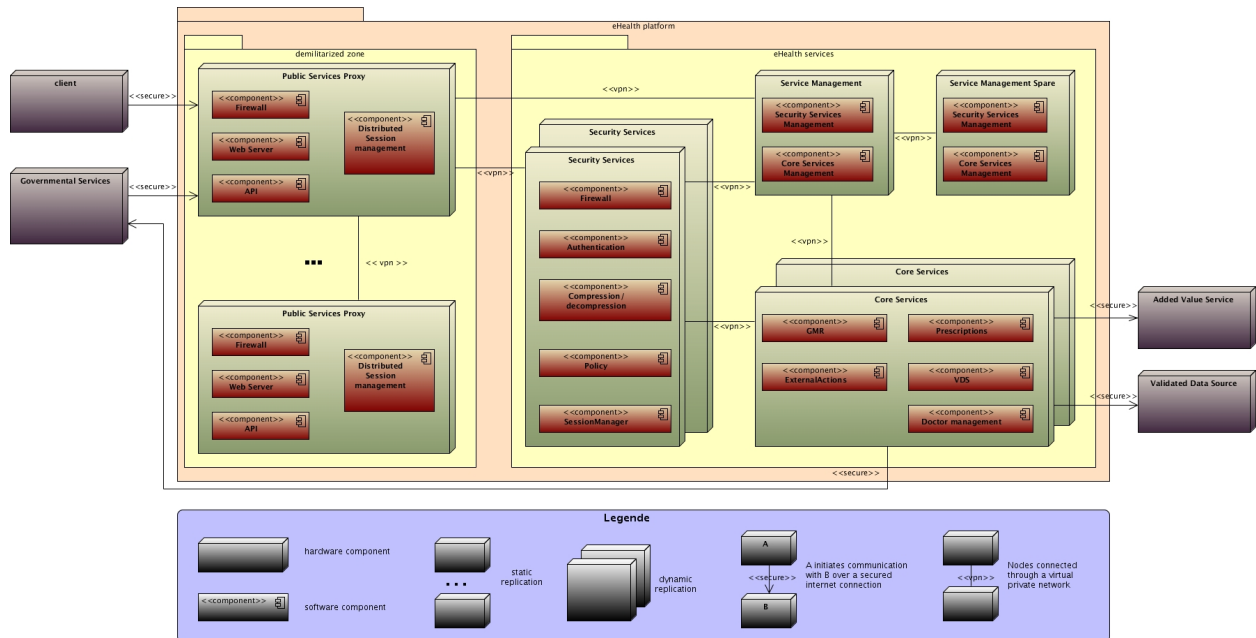 eHealth platform
demilitarized zone
eHealth services
client
<<secure>>
Governmental Services
<<secure>>
Public Services Proxy
<<component>>
Firewall
<<component>>
Web Server
<<component>>
API
<<component>>
Distributed
Session
management
<< vpn >>
...
Public Services Proxy
<<component>>
Firewall
<<component>>
Web Server
<<component>>
API
<<component>>
Distributed
Session
management
<<vpn>>
<<vpn>>
Security Services
Security Services
<<component>>
Firewall
<<component>>
Authentication
<<component>>
Compression/
decompression
<<component>>
Policy
<<component>>
SessionManager
<<vpn>>
<<vpn>>
Service Management
<<component>>
Security Services
Management
<<component>>
Core Services
Management
<<vpn>>
Service Management Spare
<<component>>
Security Services
Management
<<component>>
Core Services
Management
<<vpn>>
Core Services
Core Services
<<component>>
GMR
<<component>>
Prescriptions
<<component>>
ExternalActions
<<component>>
VDS
<<component>>
Doctor management
<<secure>>
Added Value Service
<<secure>>
Validated Data Source
<<secure>>
Legende
hardware component
<<component>>
software component
...
static
replication
dynamic
replication
A
<<secure>>
B
A initiates communication
with B over a secured
internet connection
<<vpn>>
Nodes connected
through a virtual
private network